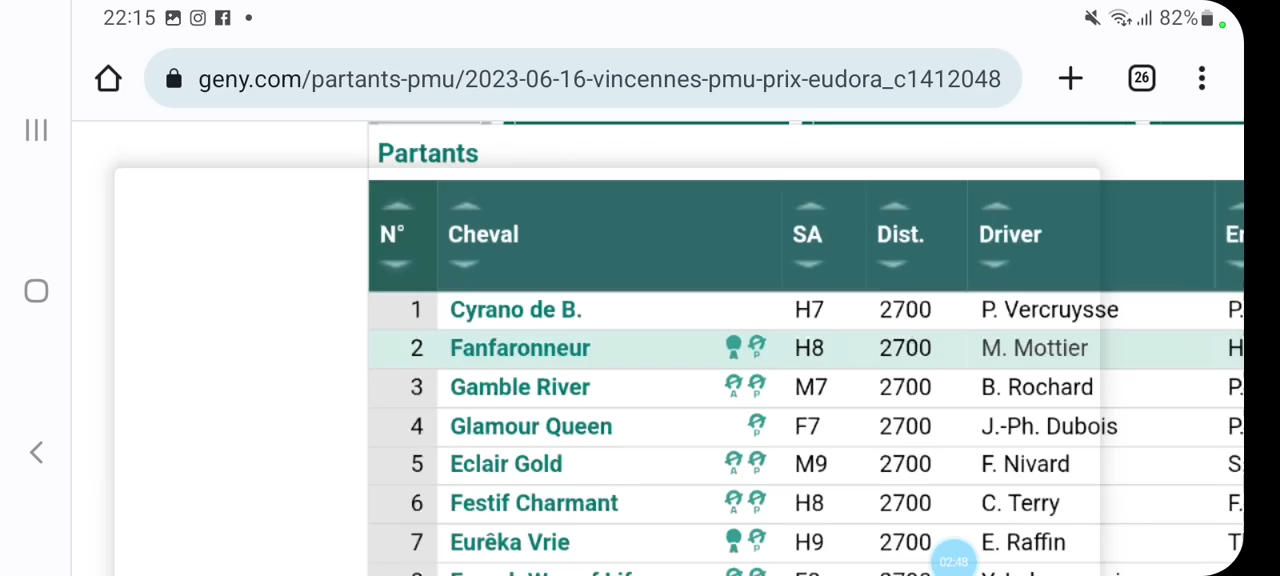 22:15 82%
geny.com/partants-pmu/2023-06-16-vincennes-pmu-prix-eudora_c1412048 26
Partants
N° Cheval SA Dist. Driver
1 Cyrano de B. H7 2700 P. Vercruysse P.
2 Fanfaronneur A P H8 2700 M. Mottier H
3 Gamble River A P M7 2700 B. Rochard P.
4 Glamour Queen P F7 2700 J.-Ph. Dubois P.
5 Eclair Gold A P M9 2700 F. Nivard S.
6 Festif Charmant A P H8 2700 C. Terry F.
7 Eurêka Vrie A P H9 2700 E. Raffin T
02:48